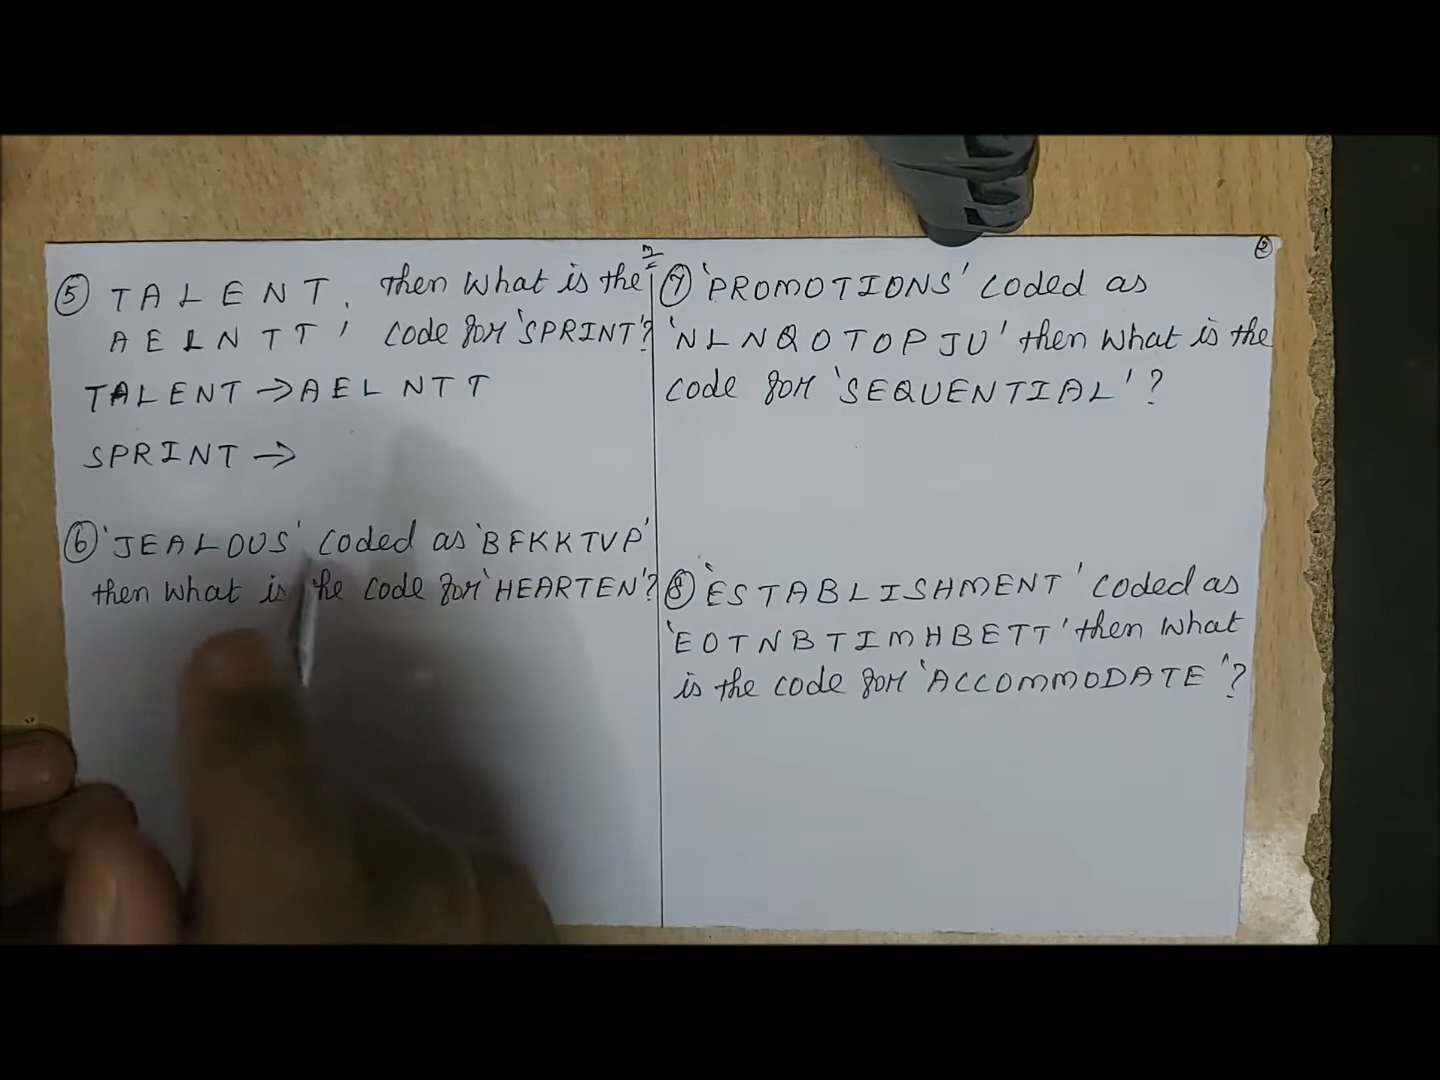 ②
⑤ TALENT. then what is the
AELNTT' code for 'SPRINT'?
TALENT → AELNTT
SPRINT →
⑥ 'JEALOUS' coded as 'BFKKTVP'
then what is the code for 'HEARTEN'?
⑦ 'PROMOTIONS' coded as
'NLNQOTOPJU' then what is the
code for 'SEQUENTIAL'?
⑧ 'ESTABLISHMENT' coded as
'EOTNBTIMHBETT' then what
is the code for 'ACCOMMODATE'?